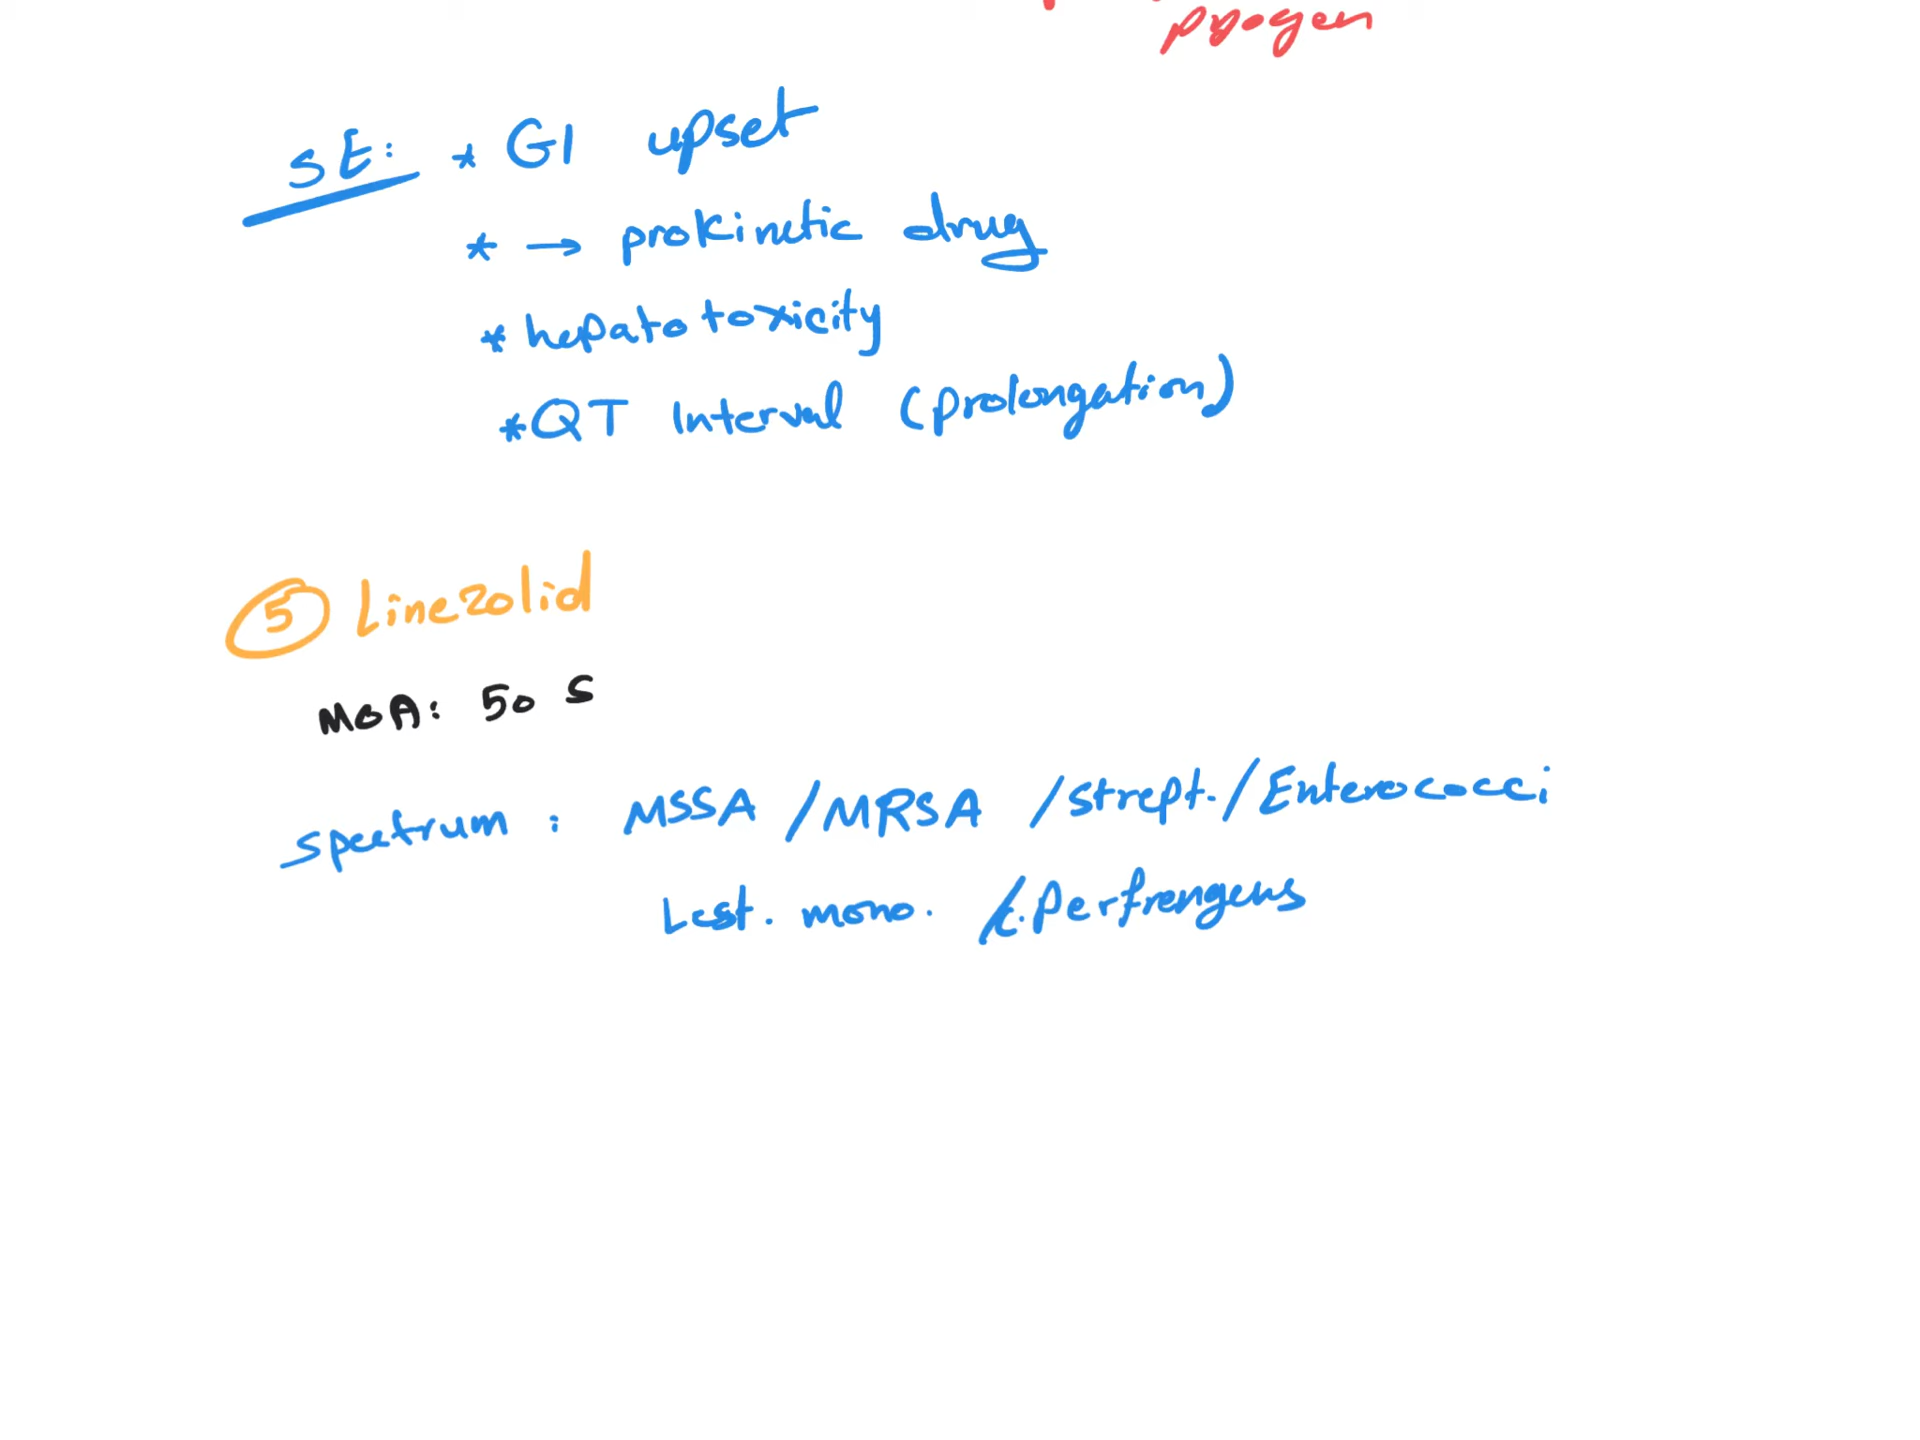 pyogen
SE: * GI upset
* → prokinetic drug
* hepatotoxicity
* QT Interval (prolongation)
5 Linezolid
MOA: 50 S
spectrum : MSSA / MRSA / strept. / Enterococci
Lest. mono. / C. Perfrengens